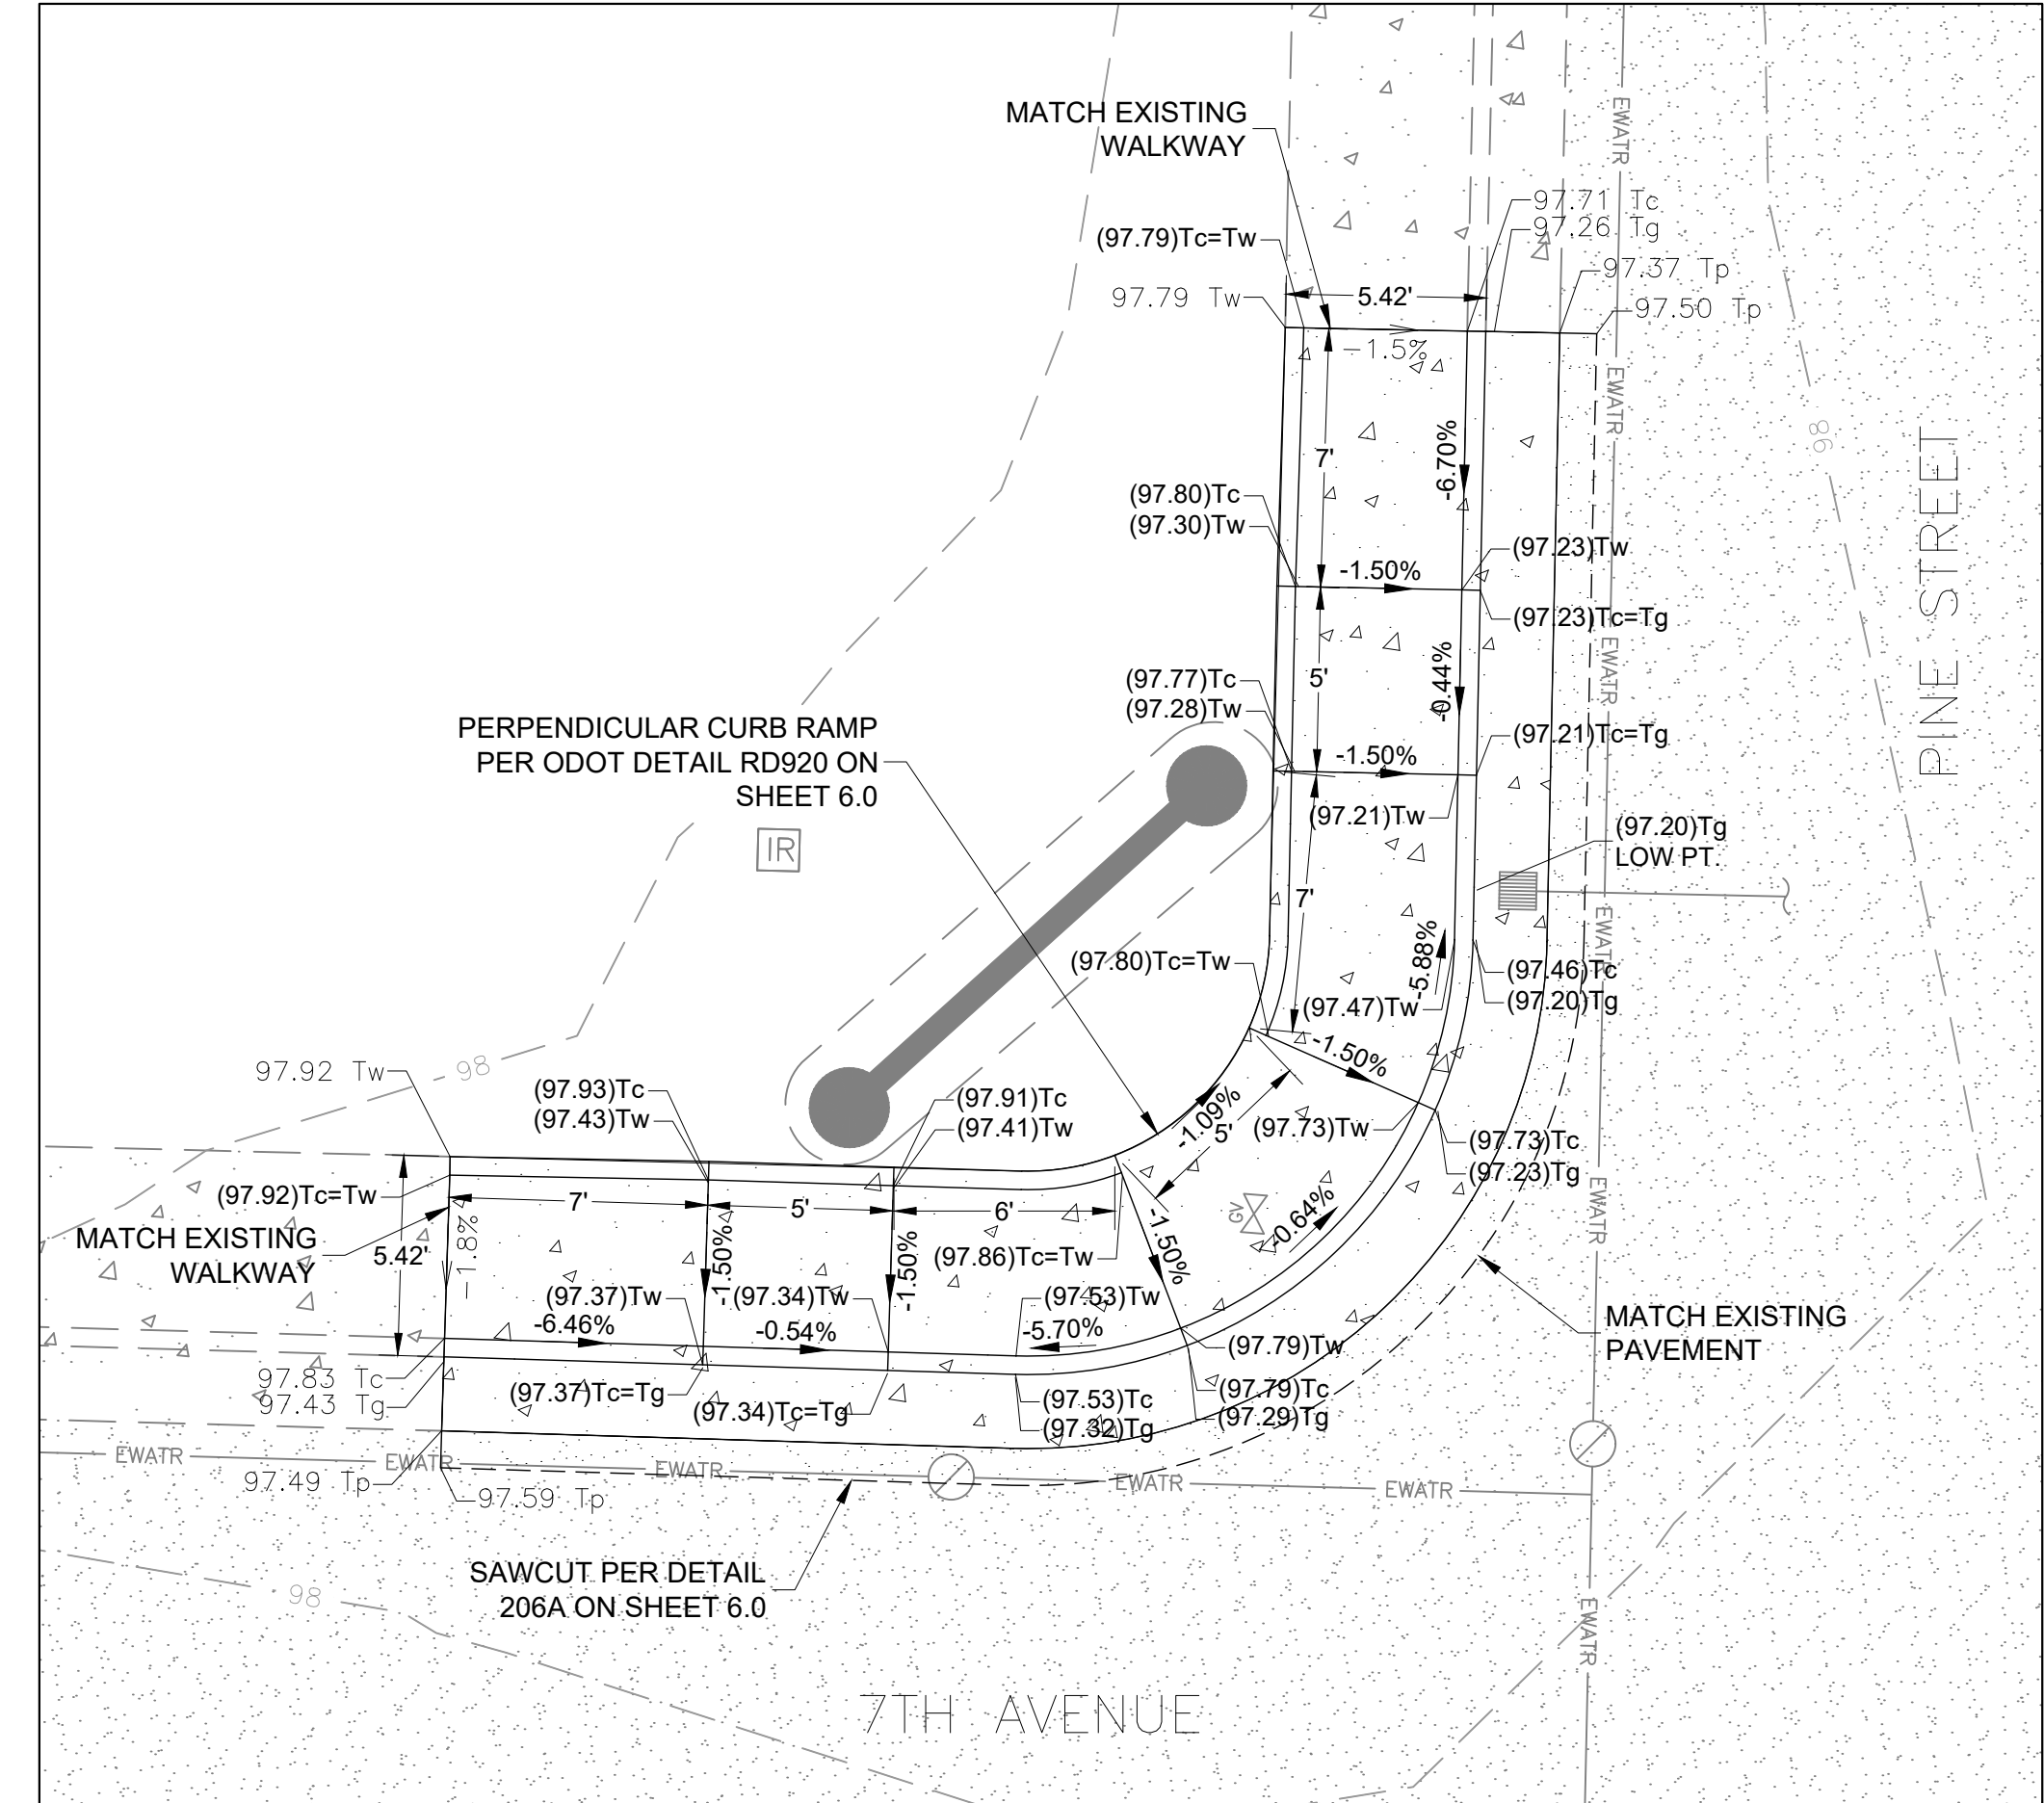 MATCH EXISTING
WALKWAY
97.71 Tc
97.26 Tg
(97.79)Tc=Tw
97.37 Tp
97.79 Tw
5.42'
97.50 Tp
-1.5%
EWATR
EWATR
7'
-6.70%
98
PINE STREET
(97.80)Tc
(97.30)Tw
-1.50%
(97.23)Tw
(97.23)Tc=Tg
EWATR
5'
-0.44%
(97.77)Tc
(97.28)Tw
-1.50%
(97.21)Tc=Tg
PERPENDICULAR CURB RAMP
PER ODOT DETAIL RD920 ON
SHEET 6.0
(97.21)Tw
(97.20)Tg
LOW PT.
IR
7'
EWATR
-5.88%
(97.80)Tc=Tw
(97.46)Tc
(97.20)Tg
(97.47)Tw
-1.50%
97.92 Tw
98
(97.93)Tc
(97.43)Tw
(97.91)Tc
(97.41)Tw
-1.09%
5'
(97.73)Tw
(97.73)Tc
(97.23)Tg
EWATR
(97.92)Tc=Tw
7'
5'
6'
MATCH EXISTING
WALKWAY
5.42'
-1.8%
-1.50%
-1.50%
(97.86)Tc=Tw
-1.50%
GV
-0.64%
(97.37)Tw
(97.34)Tw
(97.53)Tw
-6.46%
-0.54%
-5.70%
(97.79)Tw
MATCH EXISTING
PAVEMENT
97.83 Tc
97.43 Tg
(97.37)Tc=Tg
(97.34)Tc=Tg
(97.53)Tc
(97.32)Tg
(97.79)Tc
(97.29)Tg
EWATR
EWATR
EWATR
EWATR
EWATR
97.49 Tp
97.59 Tp
SAWCUT PER DETAIL
206A ON SHEET 6.0
98
EWATR
7TH AVENUE